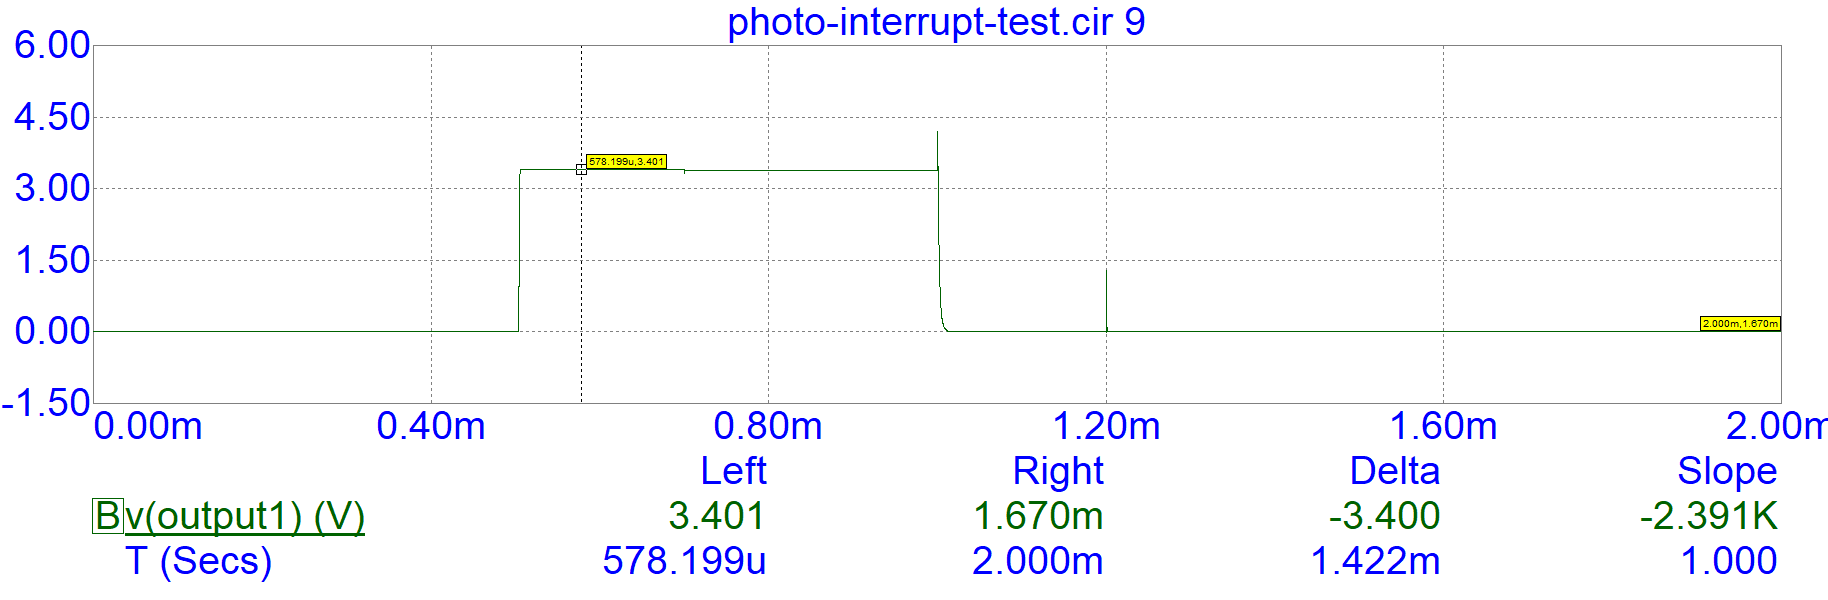 photo-interrupt-test.cir 9
6.00
4.50
3.00
1.50
0.00
-1.50
578.199u,3.401
2.000m,1.670m
0.00m 0.40m 0.80m 1.20m 1.60m 2.00m
Left Right Delta Slope
B v(output1) (V) 3.401 1.670m -3.400 -2.391K
T (Secs) 578.199u 2.000m 1.422m 1.000